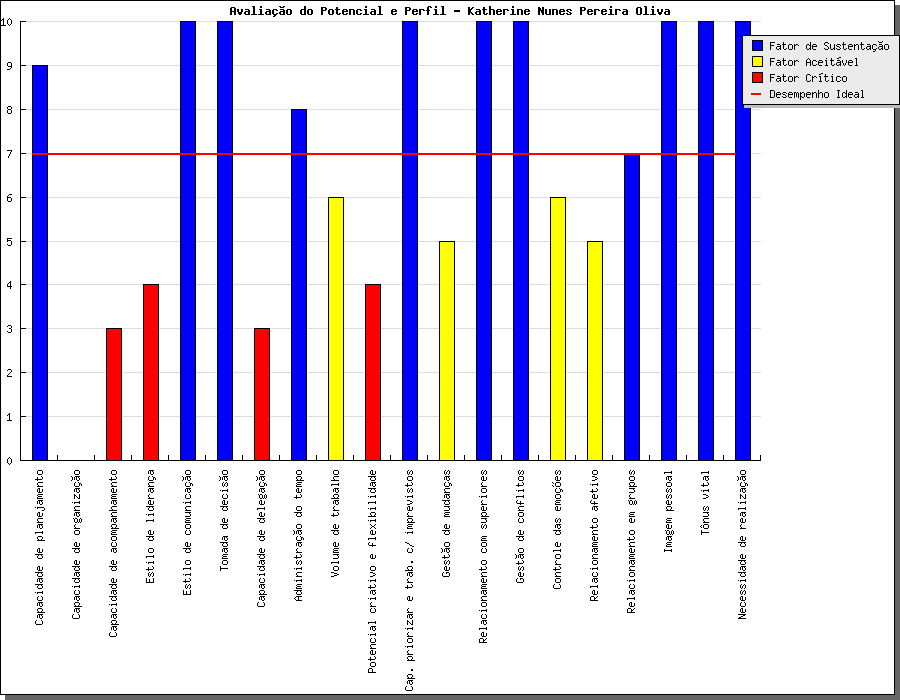 Avaliação do Potencial e Perfil - Katherine Nunes Pereira Oliva
10
9
8
7
6
5
4
3
2
1
0
Fator de Sustentação
Fator Aceitável
Fator Crítico
Desempenho Ideal
Capacidade de planejamento
Capacidade de organização
Capacidade de acompanhamento
Estilo de liderança
Estilo de comunicação
Tomada de decisão
Capacidade de delegação
Administração do tempo
Volume de trabalho
Potencial criativo e flexibilidade
Cap. priorizar e trab. c/ imprevistos
Gestão de mudanças
Relacionamento com superiores
Gestão de conflitos
Controle das emoções
Relacionamento afetivo
Relacionamento em grupos
Imagem pessoal
Tônus vital
Necessidade de realização